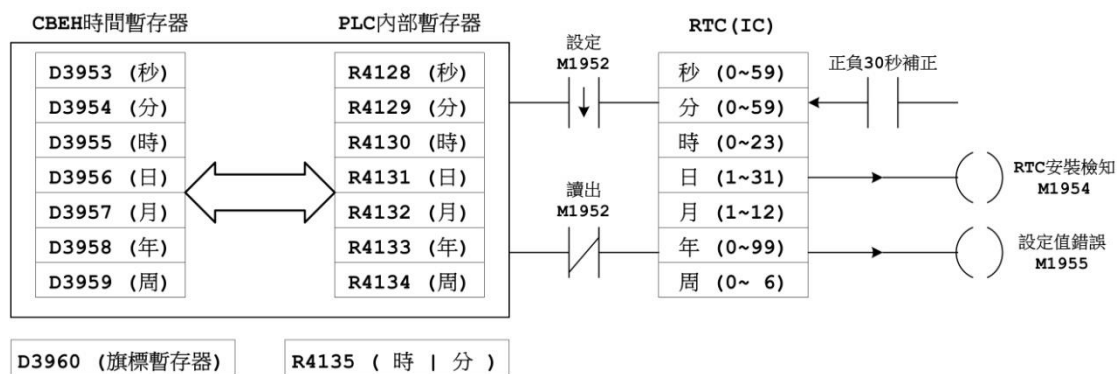 CBEH時間暫存器
PLC內部暫存器
RTC(IC)
D3953 (秒)
D3954 (分)
D3955 (時)
D3956 (日)
D3957 (月)
D3958 (年)
D3959 (周)
R4128 (秒)
R4129 (分)
R4130 (時)
R4131 (日)
R4132 (月)
R4133 (年)
R4134 (周)
設定
M1952
讀出
M1952
秒 (0~59)
分 (0~59)
時 (0~23)
日 (1~31)
月 (1~12)
年 (0~99)
周 (0~ 6)
正負30秒補正
RTC安裝檢知
M1954
設定值錯誤
M1955
D3960 (旗標暫存器)
R4135 ( 時 | 分 )